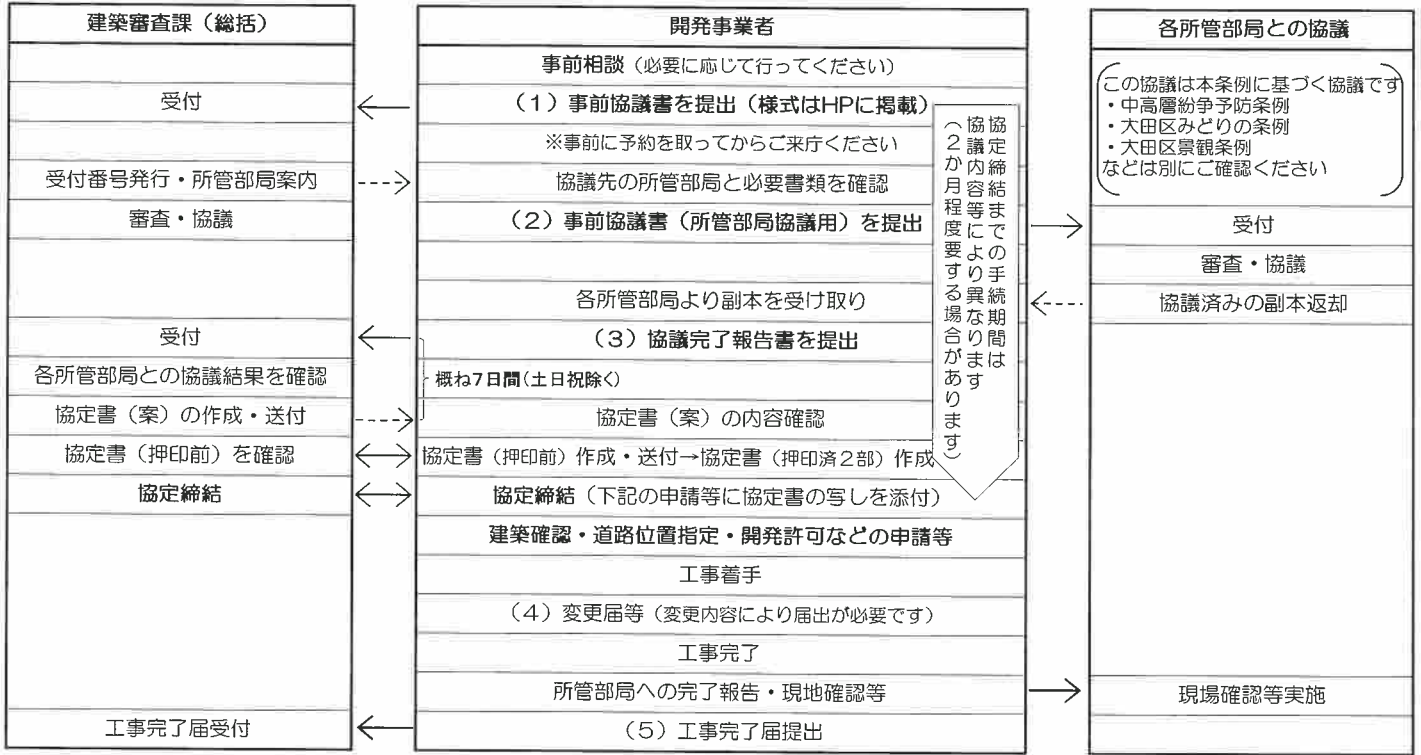 建築審査課（総括）
受付
受付番号発行・所管部局案内
審査・協議
受付
各所管部局との協議結果を確認
協定書（案）の作成・送付
協定書（押印前）を確認
協定締結
工事完了届受付
開発事業者
事前相談（必要に応じて行ってください）
（１）事前協議書を提出（様式はHPに掲載）
※事前に予約を取ってからご来庁ください
協議先の所管部局と必要書類を確認
（２）事前協議書（所管部局協議用）を提出
各所管部局より副本を受け取り
（３）協議完了報告書を提出
概ね7日間（土日祝除く）
協定書（案）の内容確認
協定書（押印前）作成・送付→協定書（押印済２部）作成
協定締結（下記の申請等に協定書の写しを添付）
建築確認・道路位置指定・開発許可などの申請等
工事着手
（４）変更届等（変更内容により届出が必要です）
工事完了
所管部局への完了報告・現地確認等
（５）工事完了届提出
協定締結までの手続期間は
協議内容等により異なります
（２か月程度要する場合があります）
各所管部局との協議
この協議は本条例に基づく協議です
・中高層紛争予防条例
・大田区みどりの条例
・大田区景観条例
などは別にご確認ください
受付
審査・協議
協議済みの副本返却
現場確認等実施